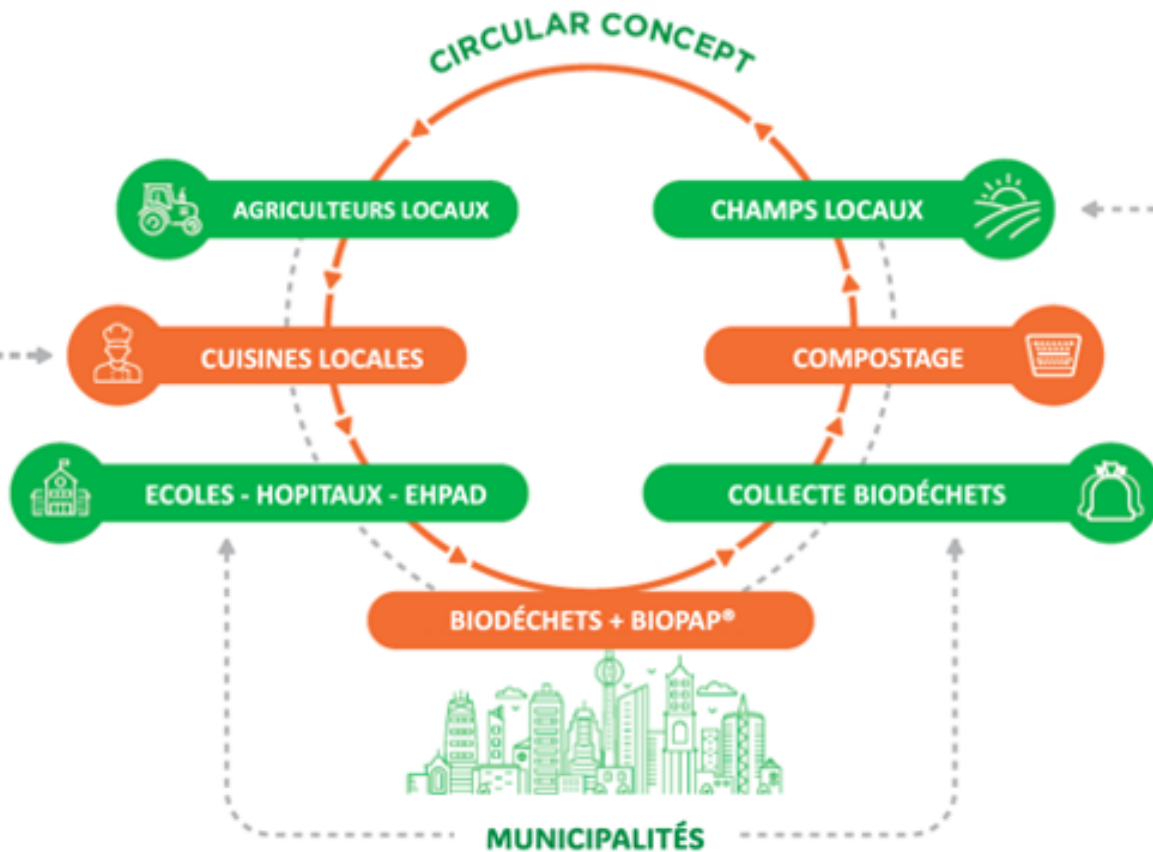 CIRCULAR CONCEPT
AGRICULTEURS LOCAUX
CHAMPS LOCAUX
CUISINES LOCALES
COMPOSTAGE
ECOLES - HOPITAUX - EHPAD
COLLECTE BIODÉCHETS
BIODÉCHETS + BIOPAP®
MUNICIPALITÉS